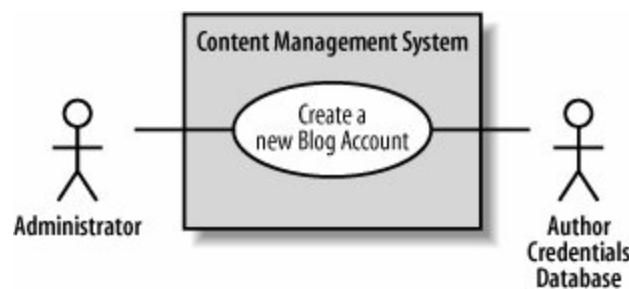 Content Management System
Create a
new Blog Account
Administrator
Author
Credentials
Database